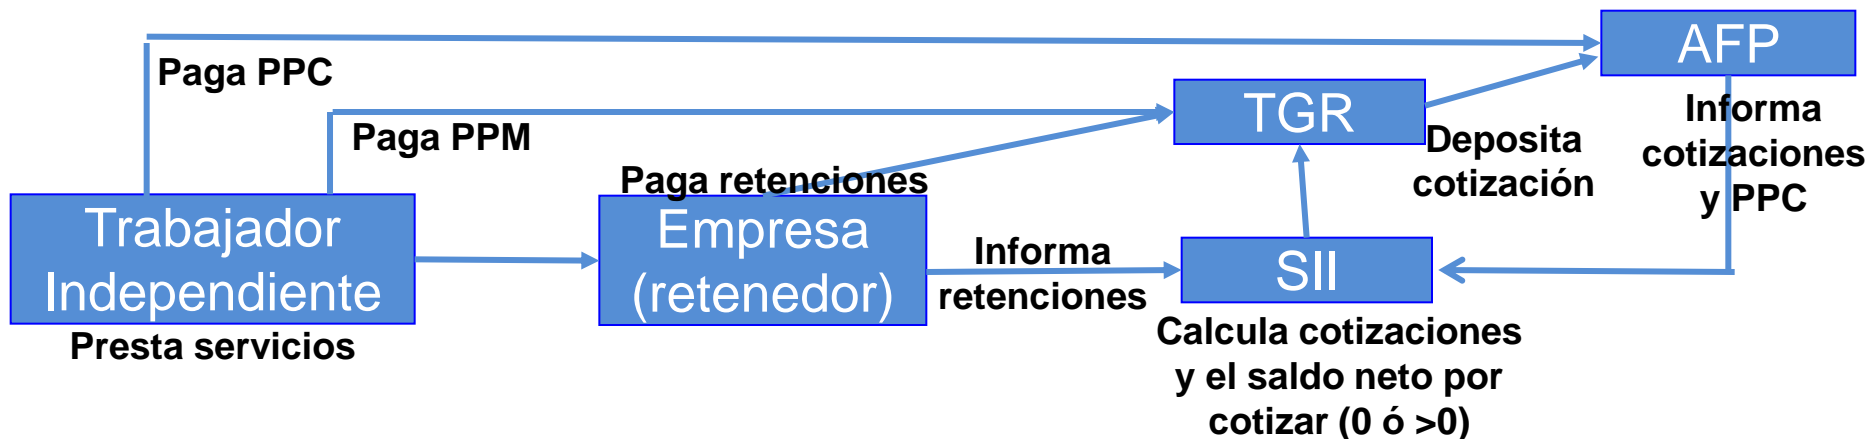 AFP
Paga PPC
TGR
Informa
cotizaciones
y PPC
Paga PPM
Deposita
cotización
Paga retenciones
Trabajador
Independiente
Empresa
(retenedor)
Informa
retenciones
SII
Presta servicios
Calcula cotizaciones
y el saldo neto por
cotizar (0 ó >0)